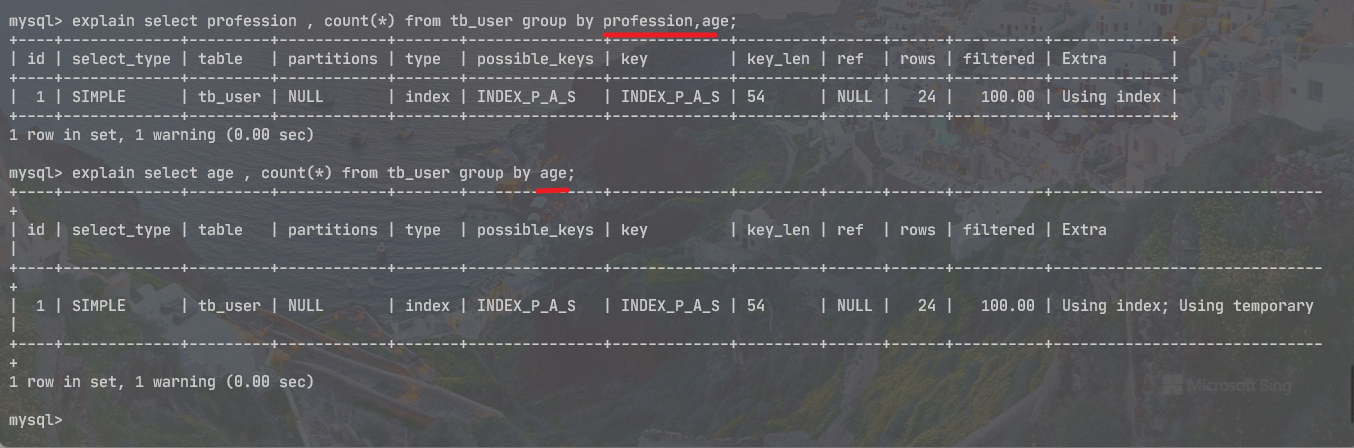 mysql> explain select profession , count(*) from tb_user group by profession,age;
+----+-------------+---------+------------+-------+---------------+-------------+---------+------+------+----------+-------------+
| id | select_type | table   | partitions | type  | possible_keys | key         | key_len | ref  | rows | filtered | Extra       |
+----+-------------+---------+------------+-------+---------------+-------------+---------+------+------+----------+-------------+
|  1 | SIMPLE      | tb_user | NULL       | index | INDEX_P_A_S   | INDEX_P_A_S | 54      | NULL |   24 |   100.00 | Using index |
+----+-------------+---------+------------+-------+---------------+-------------+---------+------+------+----------+-------------+
1 row in set, 1 warning (0.00 sec)
mysql> explain select age , count(*) from tb_user group by age;
+----+-------------+---------+------------+-------+---------------+-------------+---------+------+------+----------+------------------------------
+
| id | select_type | table   | partitions | type  | possible_keys | key         | key_len | ref  | rows | filtered | Extra
|
+----+-------------+---------+------------+-------+---------------+-------------+---------+------+------+----------+------------------------------
+
|  1 | SIMPLE      | tb_user | NULL       | index | INDEX_P_A_S   | INDEX_P_A_S | 54      | NULL |   24 |   100.00 | Using index; Using temporary
|
+----+-------------+---------+------------+-------+---------------+-------------+---------+------+------+----------+------------------------------
+
1 row in set, 1 warning (0.00 sec)
Microsoft Bing
mysql>